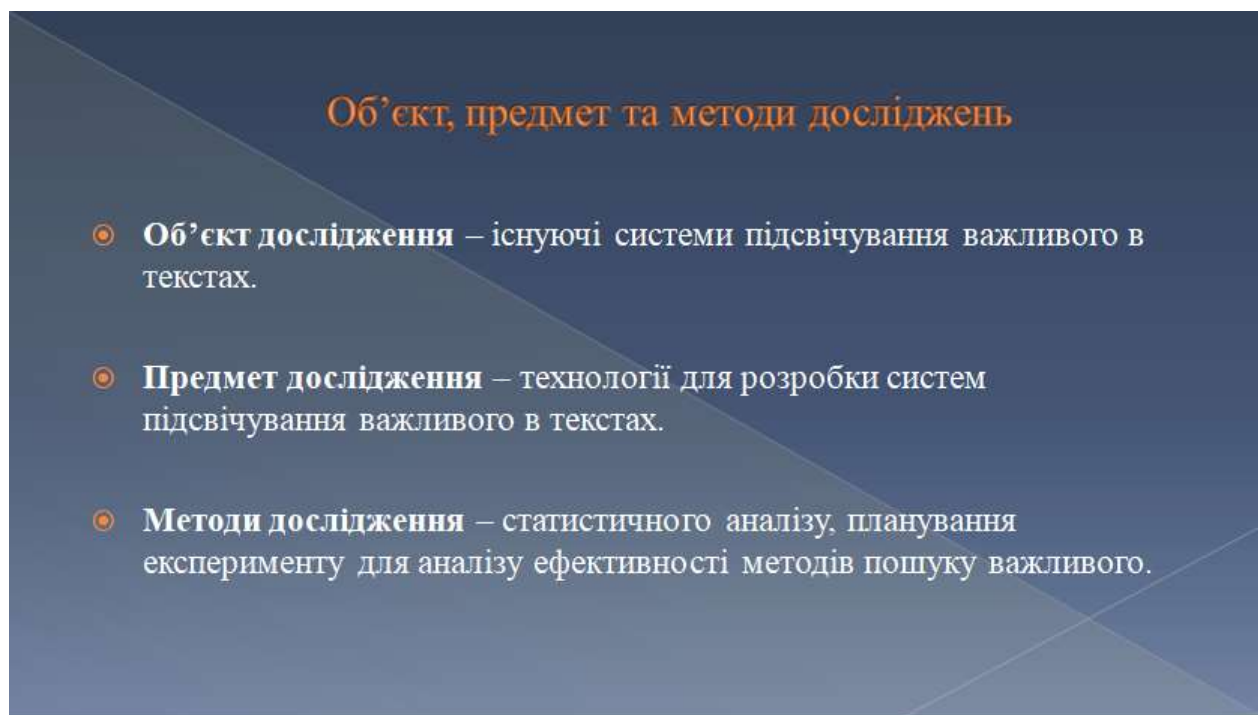 Об’єкт, предмет та методи досліджень
Об’єкт дослідження – існуючі системи підсвічування важливого в
текстах.
Предмет дослідження – технології для розробки систем
підсвічування важливого в текстах.
Методи дослідження – статистичного аналізу, планування
експерименту для аналізу ефективності методів пошуку важливого.